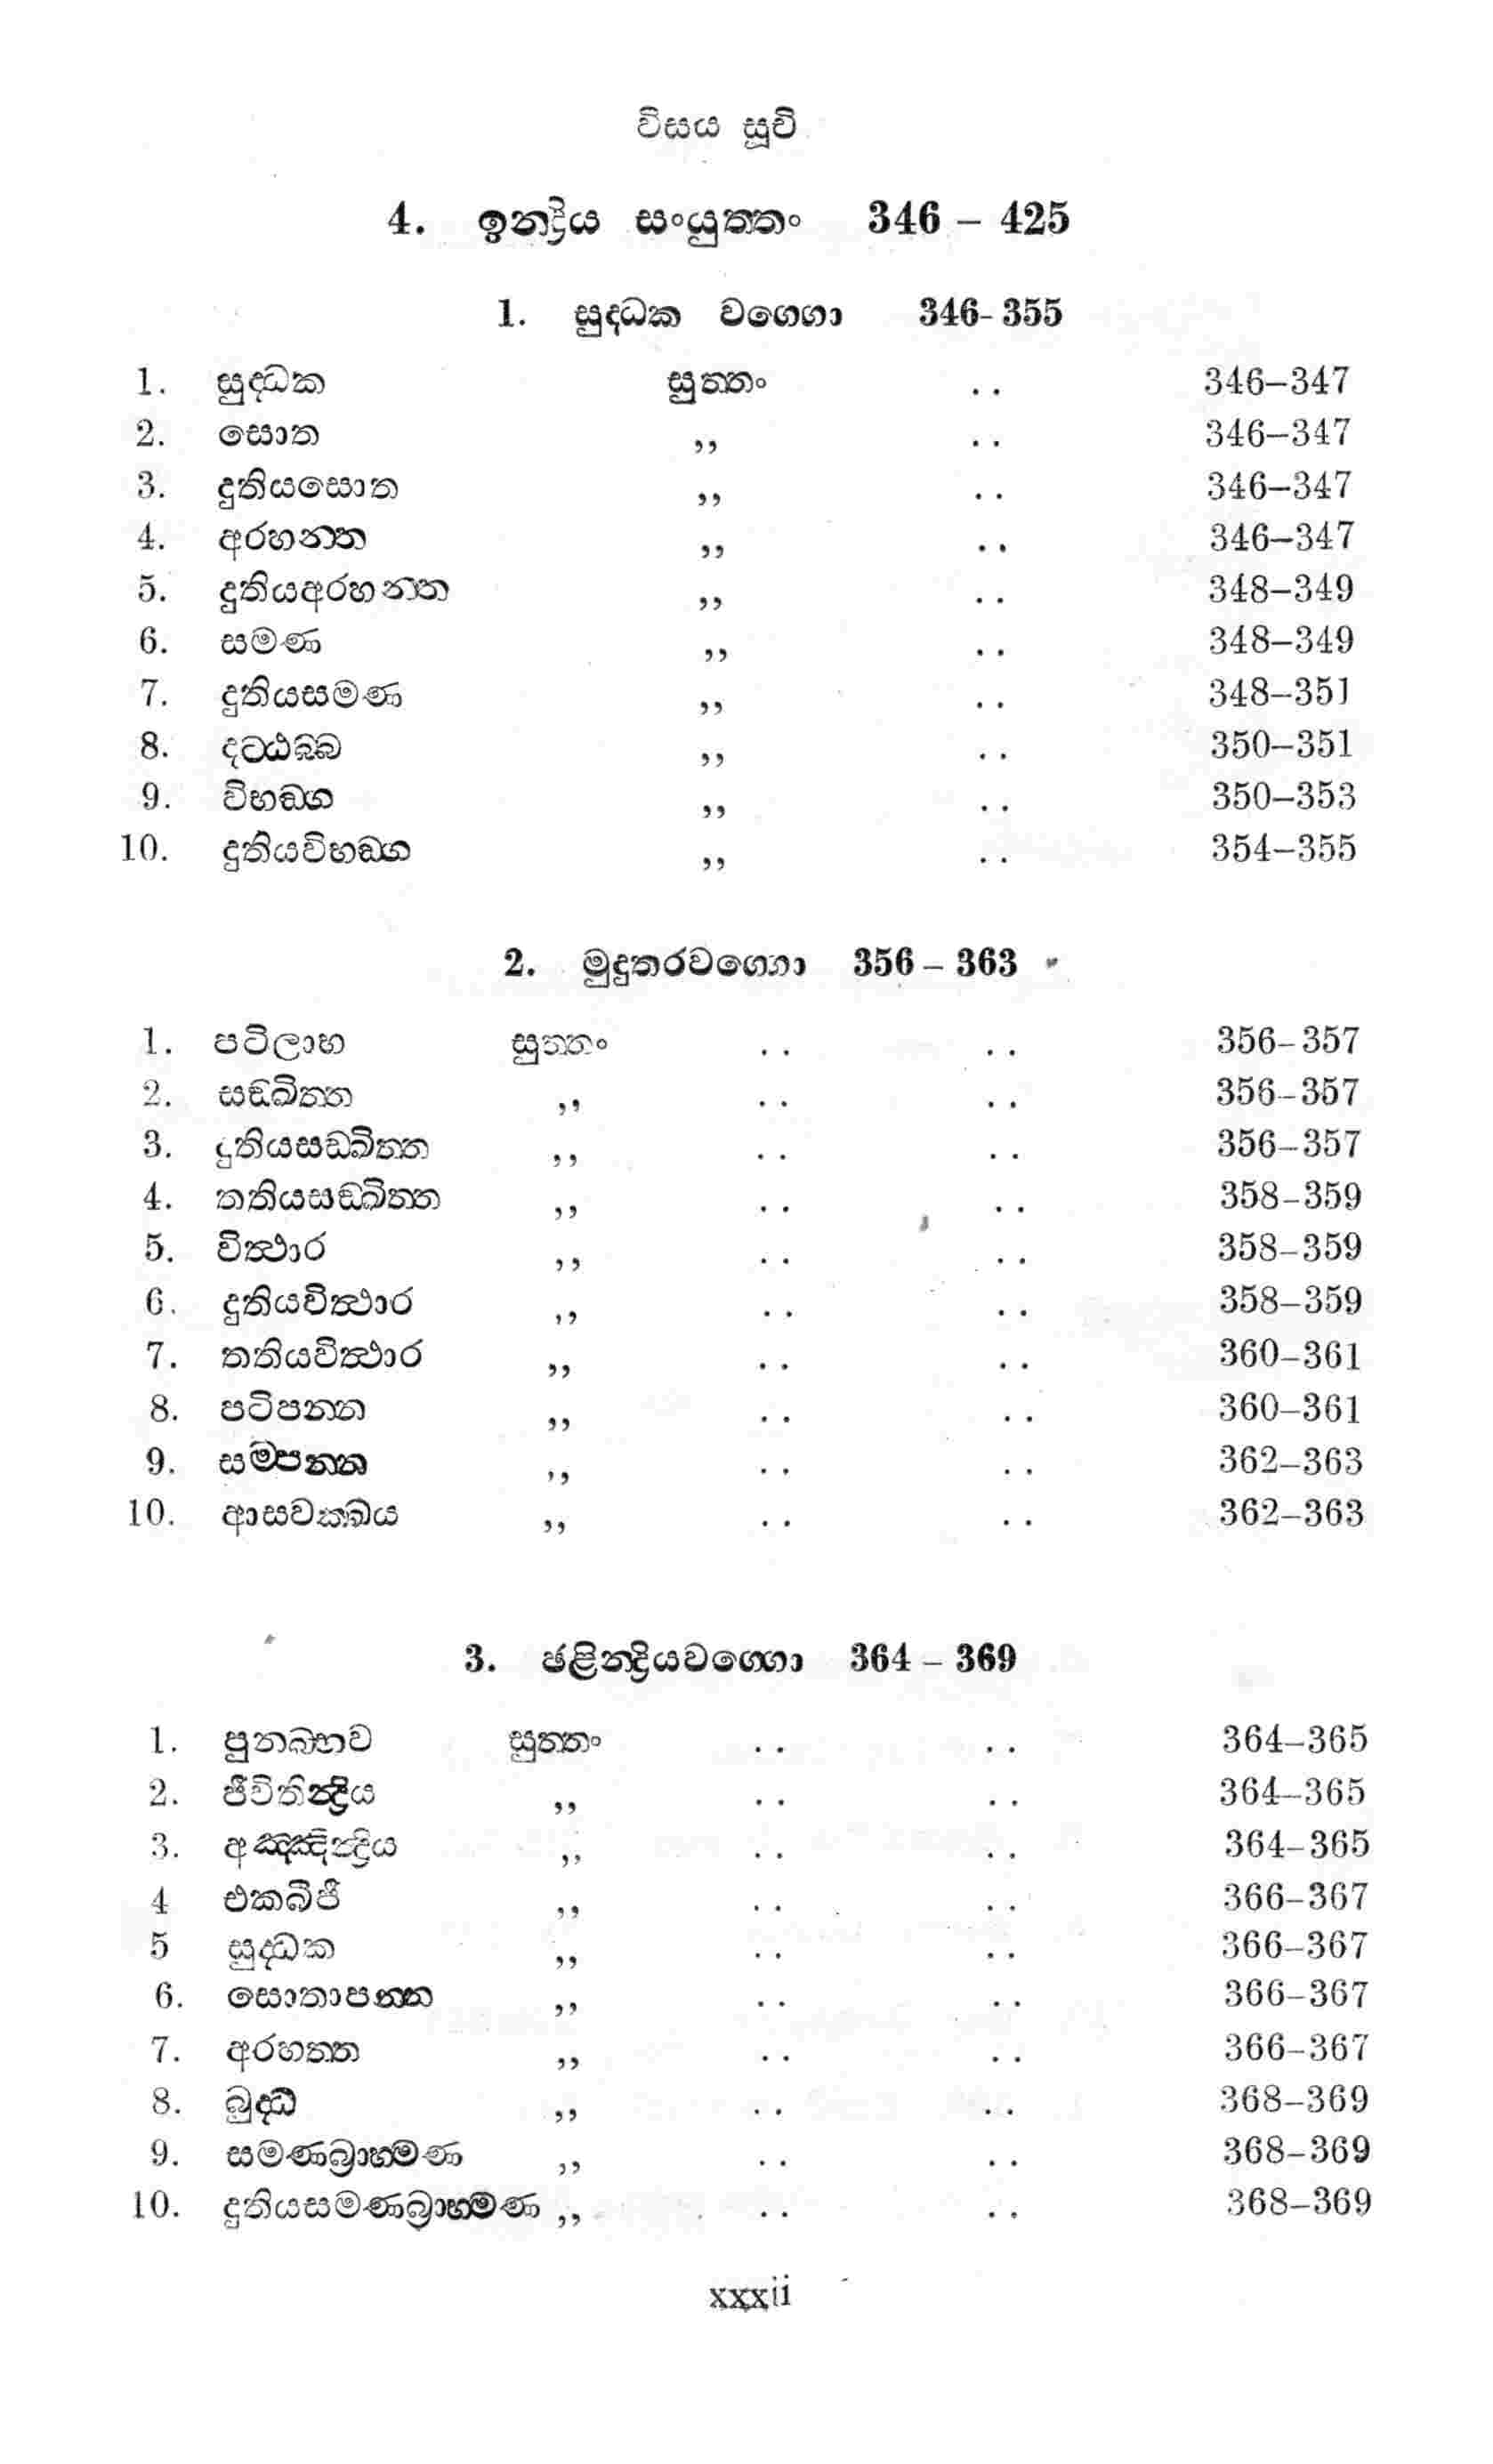 විසය සූචි
4. ඉන්ද්‍රිය සංයුත්තං 346 – 425
1. සුද්ධක වග්ගො 346-355
1. සුද්ධක සුත්තං .. 346–347
2. සොත ,, .. 346–347
3. දුතියසොත ,, .. 346–347
4. අරහන්ත ,, .. 346–347
5. දුතියඅරහන්ත ,, .. 348–349
6. සමණ ,, .. 348–349
7. දුතියසමණ ,, .. 348–351
8. දට්ඨබ්බ ,, .. 350–351
9. විභඞ්ග ,, .. 350–353
10. දුතියවිභඞ්ග ,, .. 354–355
2. මුදුතරවග්ගො 356 – 363
1. පටිලාභ සුත්තං .. .. 356–357
2. සඞ්ඛිත්ත ,, .. .. 356–357
3. දුතියසඞ්ඛිත්ත ,, .. .. 356–357
4. තතියසඞ්ඛිත්ත ,, .. .. 358–359
5. විත්‍ථාර ,, .. .. 358–359
6. දුතියවිත්‍ථාර ,, .. .. 358–359
7. තතියවිත්‍ථාර ,, .. .. 360–361
8. පටිපන්න ,, .. .. 360–361
9. සම්පන්න ,, .. .. 362–363
10. ආසවක්ඛය ,, .. .. 362–363
3. ඡළින්ද්‍රියවග්ගො 364 – 369
1. පුනබ්භව සුත්තං .. .. 364–365
2. ජීවිතින්ද්‍රිය ,, .. .. 364–365
3. අඤ්ඤින්ද්‍රිය ,, .. .. 364–365
4 එකබීජී ,, .. .. 366–367
5 සුද්ධක ,, .. .. 366–367
6. සොතාපන්න ,, .. .. 366–367
7. අරහත්ත ,, .. .. 366–367
8. බුද්ධ ,, .. .. 368–369
9. සමණබ්‍රාහ්මණ ,, .. .. 368–369
10. දුතියසමණබ්‍රාහ්මණ ,, .. .. 368–369
xxxii